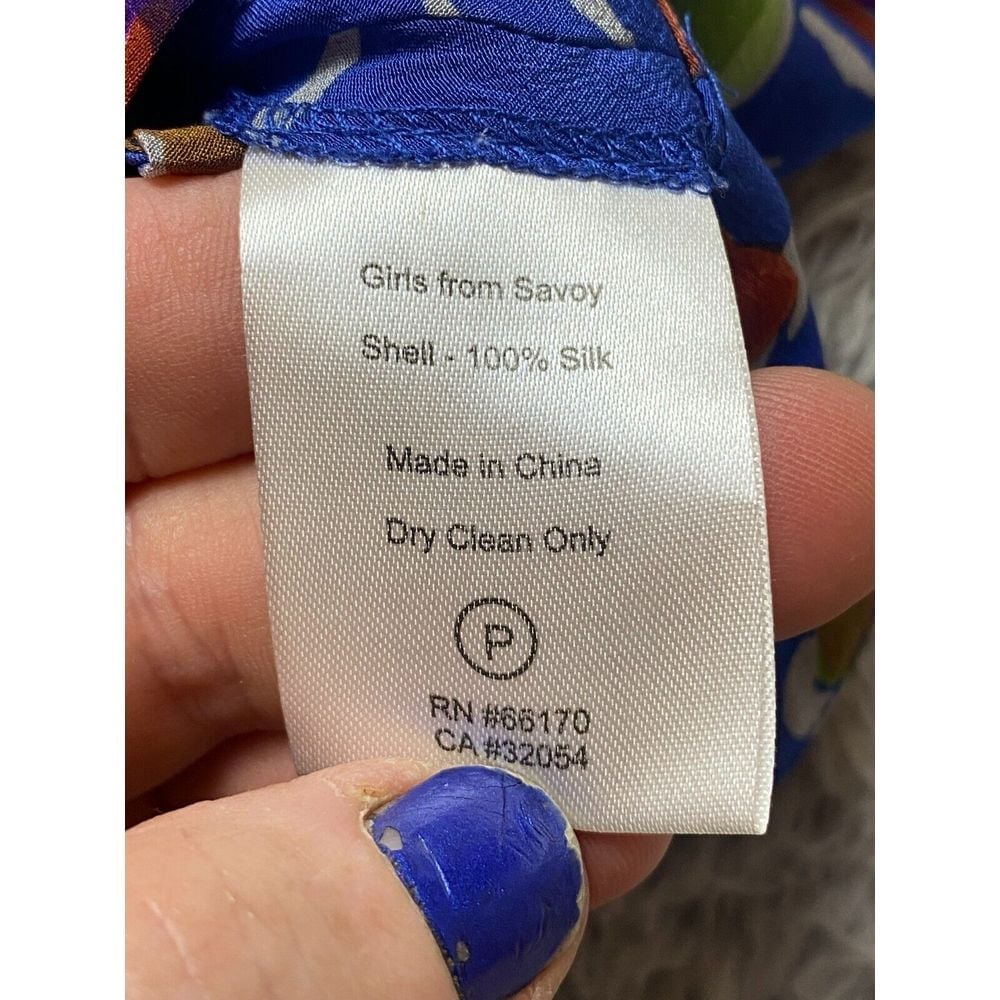 Girls from Savoy
Shell - 100% Silk
Made in China
Dry Clean Only
P
RN #66170
CA #32054